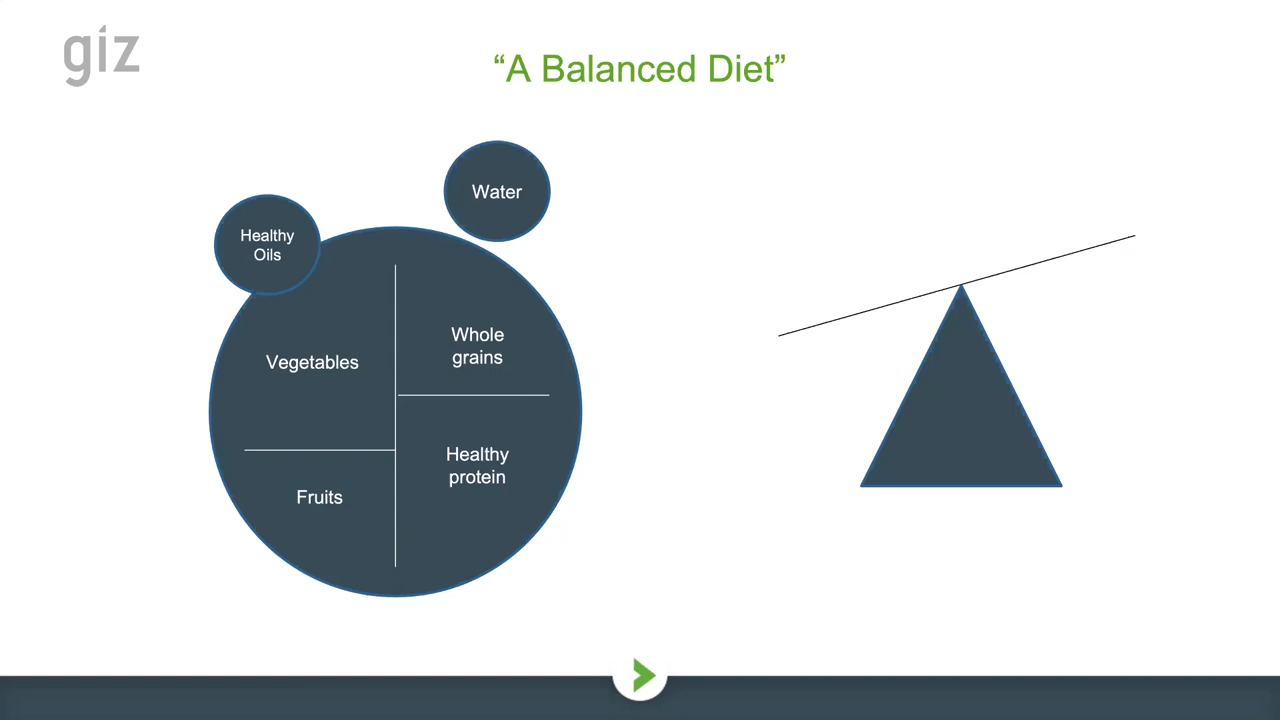 giz
“A Balanced Diet”
Water
Healthy
Oils
Whole
grains
Vegetables
Healthy
protein
Fruits